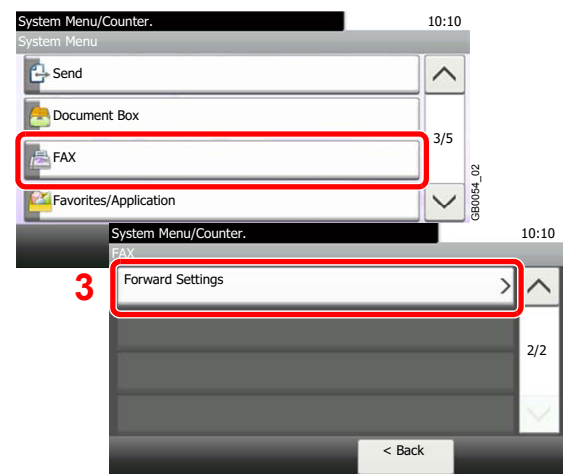 System Menu/Counter. 10:10
System Menu
Send
Document Box
3/5
FAX
Favorites/Application
GB0054_02
System Menu/Counter. 10:10
FAX
3
Forward Settings
2/2
< Back